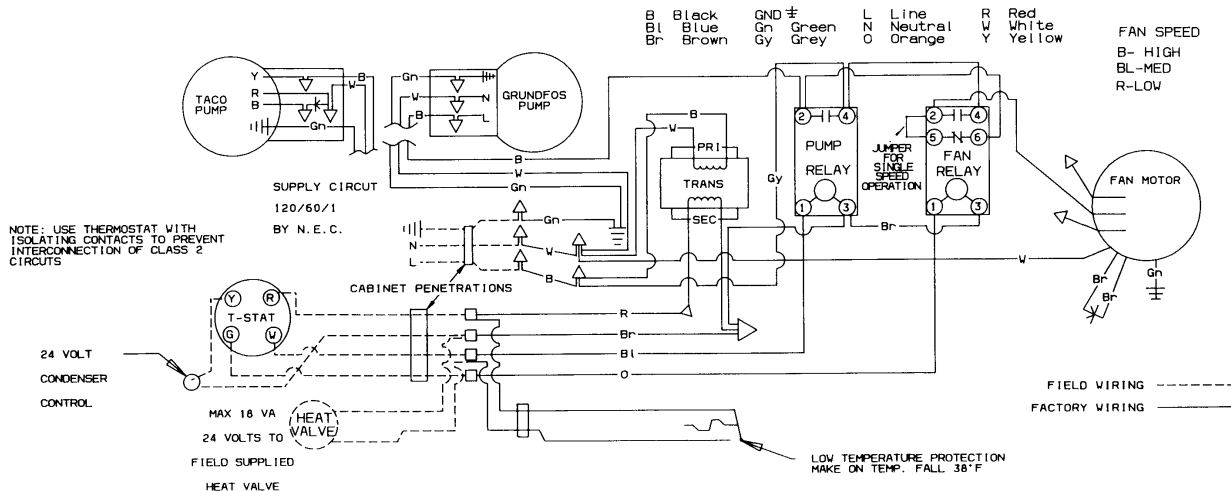 B Black GND L Line R Red
Bl Blue Gn Green N Neutral W White
Br Brown Gy Grey O Orange Y Yellow
FAN SPEED
B- HIGH
BL-MED
R-LOW
TACO
PUMP
Y
R
B
Gn
W
B
Gn
W
B
N
L
GRUNDFOS
PUMP
B
W
Gn
SUPPLY CIRCUT
120/60/1
BY N.E.C.
NOTE: USE THERMOSTAT WITH
ISOLATING CONTACTS TO PREVENT
INTERCONNECTION OF CLASS 2
CIRCUTS
N
L
Gn
W
B
CABINET PENETRATIONS
B
W
PRI
TRANS
SEC
Gy
2 4
PUMP
RELAY
1 3
JUMPER
FOR
SINGLE
SPEED
OPERATION
2 4
5 6
FAN
RELAY
1 3
Br
W
FAN MOTOR
Br
Br
Gn
Y R
T-STAT
G W
24 VOLT
CONDENSER
CONTROL
R
Br
Bl
O
MAX 18 VA
24 VOLTS TO
FIELD SUPPLIED
HEAT VALVE
HEAT
VALVE
LOW TEMPERATURE PROTECTION
MAKE ON TEMP. FALL 38°F
FIELD WIRING
FACTORY WIRING